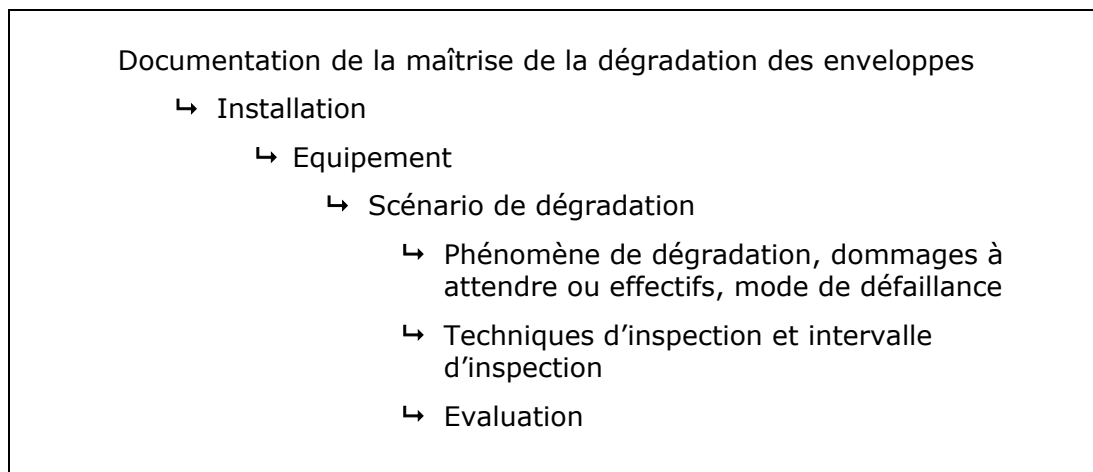 Documentation de la maîtrise de la dégradation des enveloppes
↳ Installation
↳ Equipement
↳ Scénario de dégradation
↳ Phénomène de dégradation, dommages à
attendre ou effectifs, mode de défaillance
↳ Techniques d’inspection et intervalle
d’inspection
↳ Evaluation